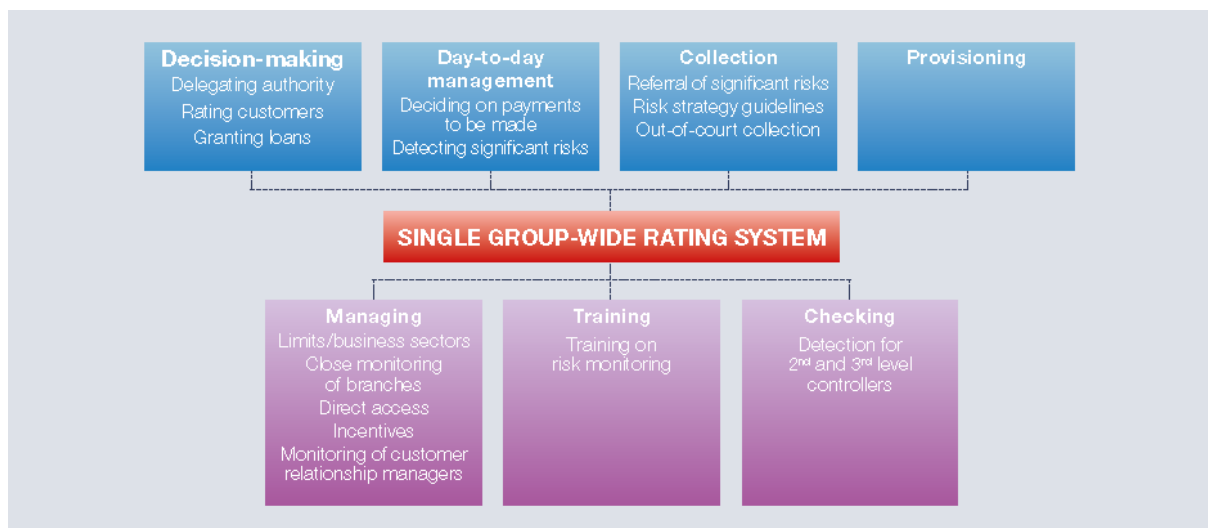 Decision-making
Delegating authority
Rating customers
Granting loans
Day-to-day
management
Deciding on payments
to be made
Detecting significant risks
Collection
Referral of significant risks
Risk strategy guidelines
Out-of-court collection
Provisioning
SINGLE GROUP-WIDE RATING SYSTEM
Managing
Limits/business sectors
Close monitoring
of branches
Direct access
Incentives
Monitoring of customer
relationship managers
Training
Training on
risk monitoring
Checking
Detection for
2nd and 3rd level
controllers